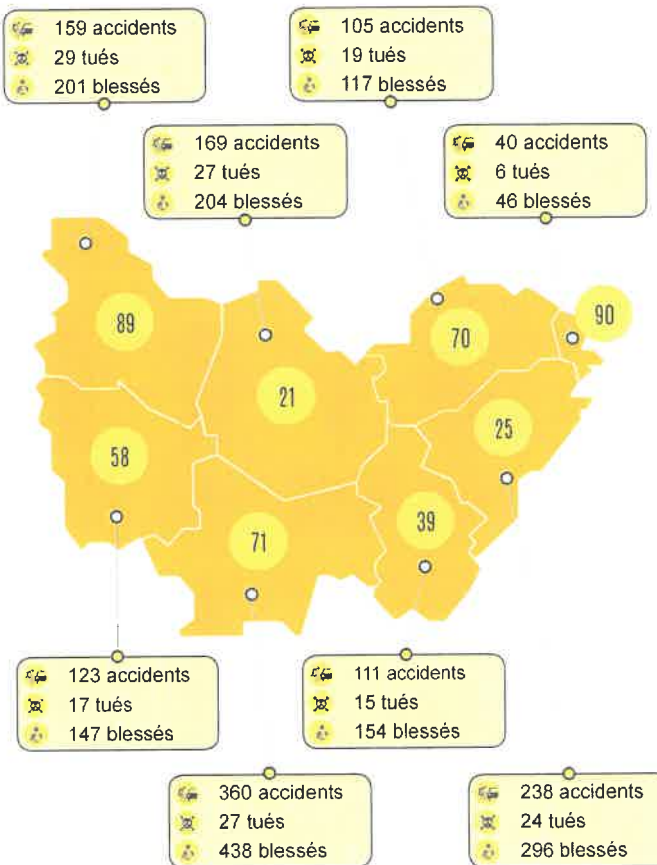 159 accidents
29 tués
201 blessés
105 accidents
19 tués
117 blessés
169 accidents
27 tués
204 blessés
40 accidents
6 tués
46 blessés
89
21
70
90
58
25
71
39
123 accidents
17 tués
147 blessés
111 accidents
15 tués
154 blessés
360 accidents
27 tués
438 blessés
238 accidents
24 tués
296 blessés